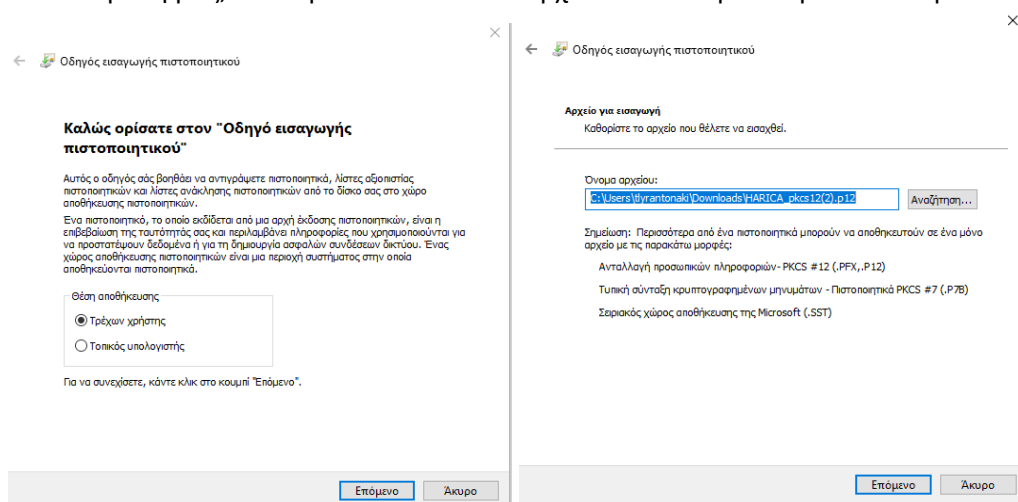 Οδηγός εισαγωγής πιστοποιητικού
Καλώς ορίσατε στον "Οδηγό εισαγωγής
πιστοποιητικού"
Αυτός ο οδηγός σάς βοηθάει να αντιγράψετε πιστοποιητικά, λίστες αξιοπιστίας
πιστοποιητικών και λίστες ανάκλησης πιστοποιητικών από το δίσκο σας στο χώρο
αποθήκευσης πιστοποιητικών.
Ένα πιστοποιητικό, το οποίο εκδίδεται από μια αρχή έκδοσης πιστοποιητικών, είναι η
επιβεβαίωση της ταυτότητάς σας και περιλαμβάνει πληροφορίες που χρησιμοποιούνται για
να προστατέψουν δεδομένα ή για τη δημιουργία ασφαλών συνδέσεων δικτύου. Ένας
χώρος αποθήκευσης πιστοποιητικών είναι μια περιοχή συστήματος στην οποία
αποθηκεύονται πιστοποιητικά.
Θέση αποθήκευσης
Τρέχων χρήστης
Τοπικός υπολογιστής
Για να συνεχίσετε, κάντε κλικ στο κουμπί "Επόμενο".
Επόμενο Άκυρο
Οδηγός εισαγωγής πιστοποιητικού
Αρχείο για εισαγωγή
Καθορίστε το αρχείο που θέλετε να εισαχθεί.
Όνομα αρχείου:
C:\Users\tlyrantonaki\Downloads\HARICA_pkcs12(2).p12 Αναζήτηση...
Σημείωση: Περισσότερα από ένα πιστοποιητικά μπορούν να αποθηκευτούν σε ένα μόνο
αρχείο με τις παρακάτω μορφές:
Ανταλλαγή προσωπικών πληροφοριών- PKCS #12 (.PFX,.P12)
Τυπική σύνταξη κρυπτογραφημένων μηνυμάτων - Πιστοποιητικά PKCS #7 (.P7B)
Σειριακός χώρος αποθήκευσης της Microsoft (.SST)
Επόμενο Άκυρο